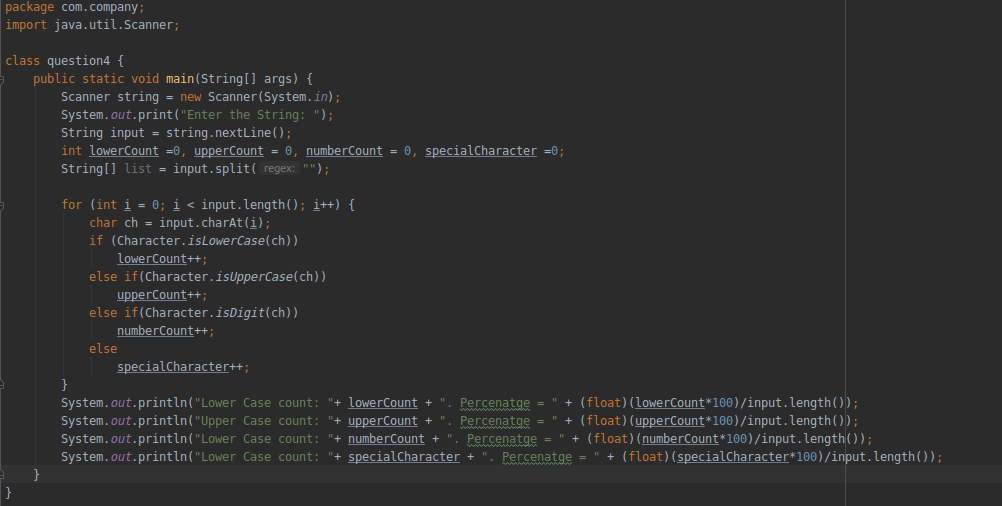 package com.company;
import java.util.Scanner;
class question4 {
public static void main(String[] args) {
Scanner string = new Scanner(System.in);
System.out.print("Enter the String: ");
String input = string.nextLine();
int lowerCount =0, upperCount = 0, numberCount = 0, specialCharacter =0;
String[] list = input.split( regex: "");
for (int i = 0; i < input.length(); i++) {
char ch = input.charAt(i);
if (Character.isLowerCase(ch))
lowerCount++;
else if(Character.isUpperCase(ch))
upperCount++;
else if(Character.isDigit(ch))
numberCount++;
else
specialCharacter++;
}
System.out.println("Lower Case count: "+ lowerCount + ". Percenatge = " + (float)(lowerCount*100)/input.length());
System.out.println("Upper Case count: "+ upperCount + ". Percenatge = " + (float)(upperCount*100)/input.length());
System.out.println("Lower Case count: "+ numberCount + ". Percenatge = " + (float)(numberCount*100)/input.length());
System.out.println("Lower Case count: "+ specialCharacter + ". Percenatge = " + (float)(specialCharacter*100)/input.length());
}
}